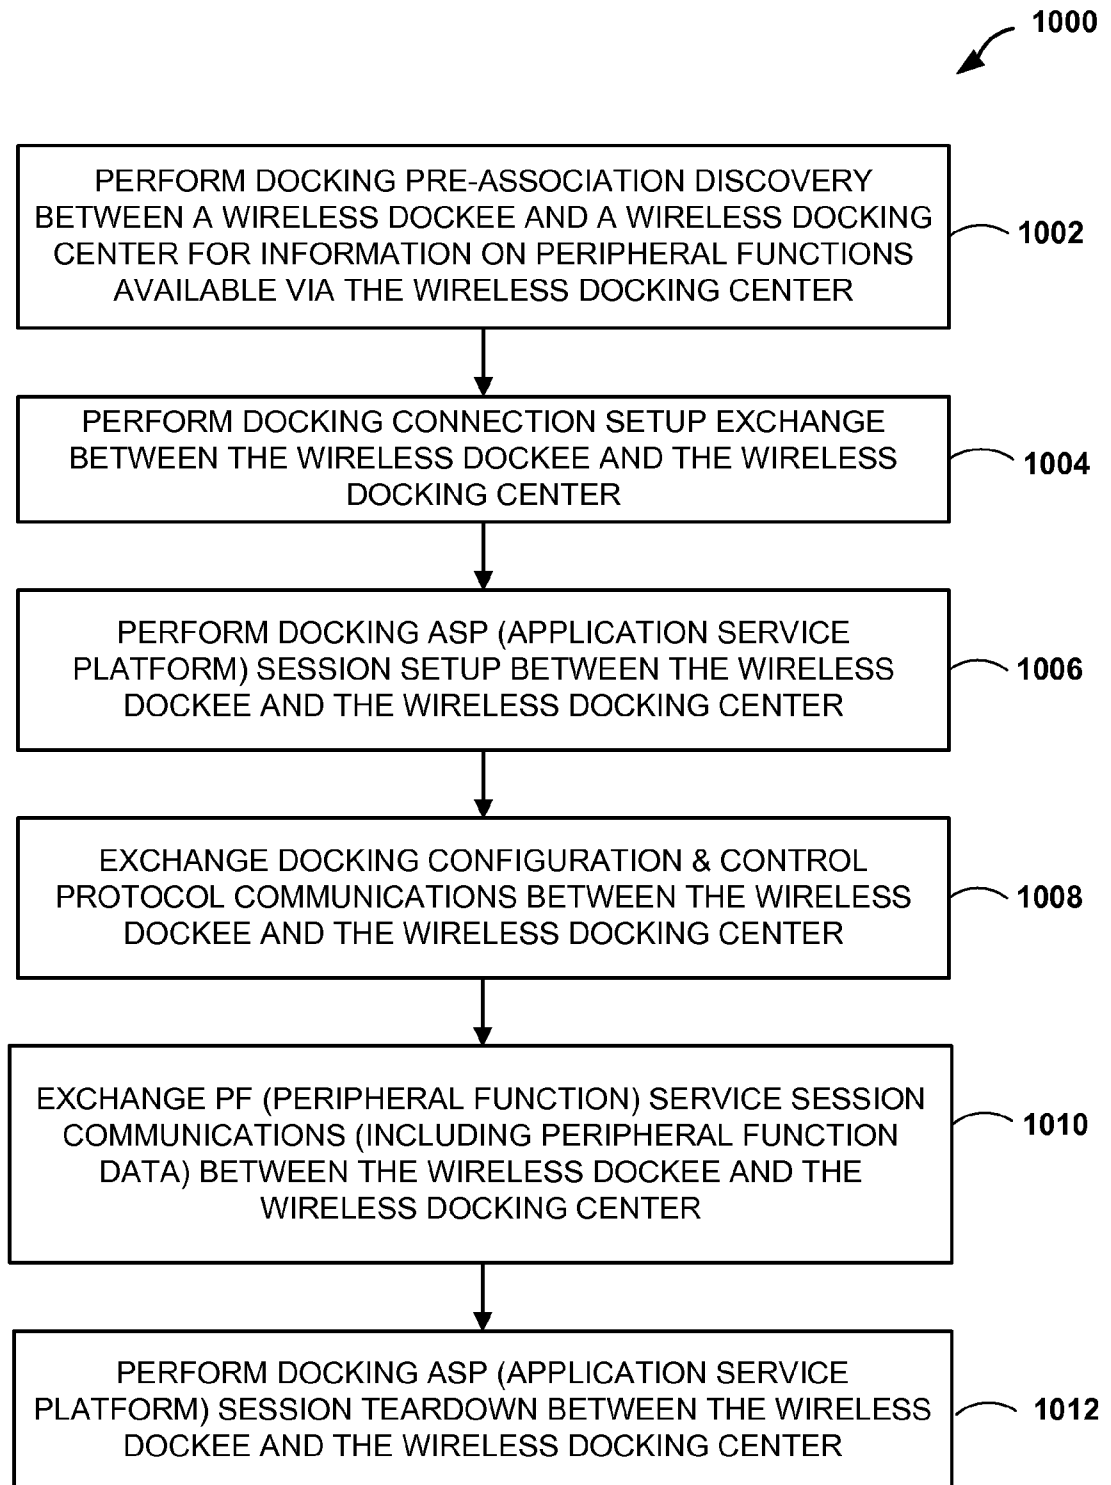 1000
PERFORM DOCKING PRE-ASSOCIATION DISCOVERY
BETWEEN A WIRELESS DOCKEE AND A WIRELESS DOCKING
CENTER FOR INFORMATION ON PERIPHERAL FUNCTIONS
AVAILABLE VIA THE WIRELESS DOCKING CENTER
1002
PERFORM DOCKING CONNECTION SETUP EXCHANGE
BETWEEN THE WIRELESS DOCKEE AND THE WIRELESS
DOCKING CENTER
1004
PERFORM DOCKING ASP (APPLICATION SERVICE
PLATFORM) SESSION SETUP BETWEEN THE WIRELESS
DOCKEE AND THE WIRELESS DOCKING CENTER
1006
EXCHANGE DOCKING CONFIGURATION & CONTROL
PROTOCOL COMMUNICATIONS BETWEEN THE WIRELESS
DOCKEE AND THE WIRELESS DOCKING CENTER
1008
EXCHANGE PF (PERIPHERAL FUNCTION) SERVICE SESSION
COMMUNICATIONS (INCLUDING PERIPHERAL FUNCTION
DATA) BETWEEN THE WIRELESS DOCKEE AND THE
WIRELESS DOCKING CENTER
1010
PERFORM DOCKING ASP (APPLICATION SERVICE
PLATFORM) SESSION TEARDOWN BETWEEN THE WIRELESS
DOCKEE AND THE WIRELESS DOCKING CENTER
1012